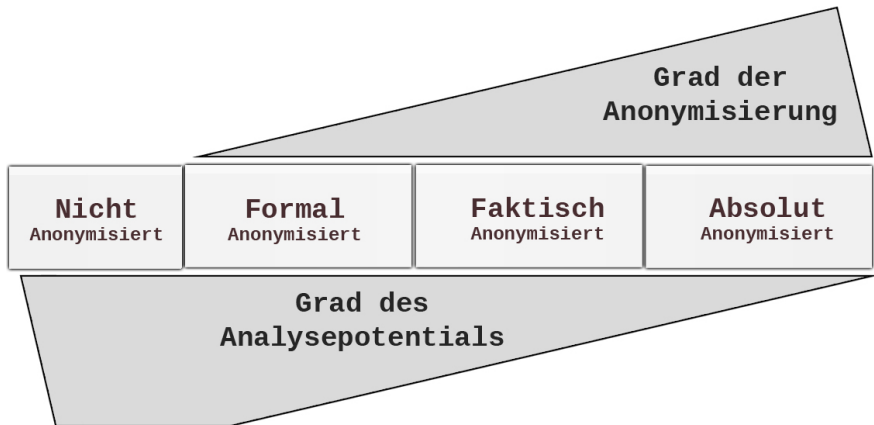 Grad der
Anonymisierung
Nicht
Anonymisiert
Formal
Anonymisiert
Faktisch
Anonymisiert
Absolut
Anonymisiert
Grad des
Analysepotentials